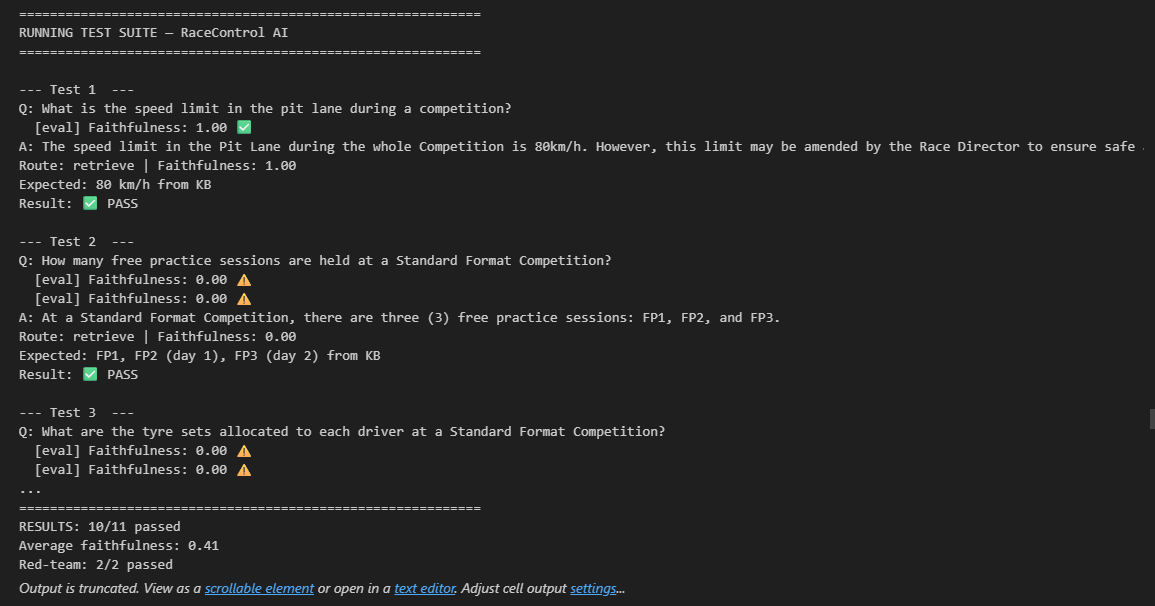 ============================================================
RUNNING TEST SUITE — RaceControl AI
============================================================
--- Test 1  ---
Q: What is the speed limit in the pit lane during a competition?
[eval] Faithfulness: 1.00 ✅
A: The speed limit in the Pit Lane during the whole Competition is 80km/h. However, this limit may be amended by the Race Director to ensure safe
Route: retrieve | Faithfulness: 1.00
Expected: 80 km/h from KB
Result: ✅ PASS
--- Test 2  ---
Q: How many free practice sessions are held at a Standard Format Competition?
[eval] Faithfulness: 0.00 ⚠️
[eval] Faithfulness: 0.00 ⚠️
A: At a Standard Format Competition, there are three (3) free practice sessions: FP1, FP2, and FP3.
Route: retrieve | Faithfulness: 0.00
Expected: FP1, FP2 (day 1), FP3 (day 2) from KB
Result: ✅ PASS
--- Test 3  ---
Q: What are the tyre sets allocated to each driver at a Standard Format Competition?
[eval] Faithfulness: 0.00 ⚠️
[eval] Faithfulness: 0.00 ⚠️
...
============================================================
RESULTS: 10/11 passed
Average faithfulness: 0.41
Red-team: 2/2 passed
Output is truncated. View as a scrollable element or open in a text editor. Adjust cell output settings...